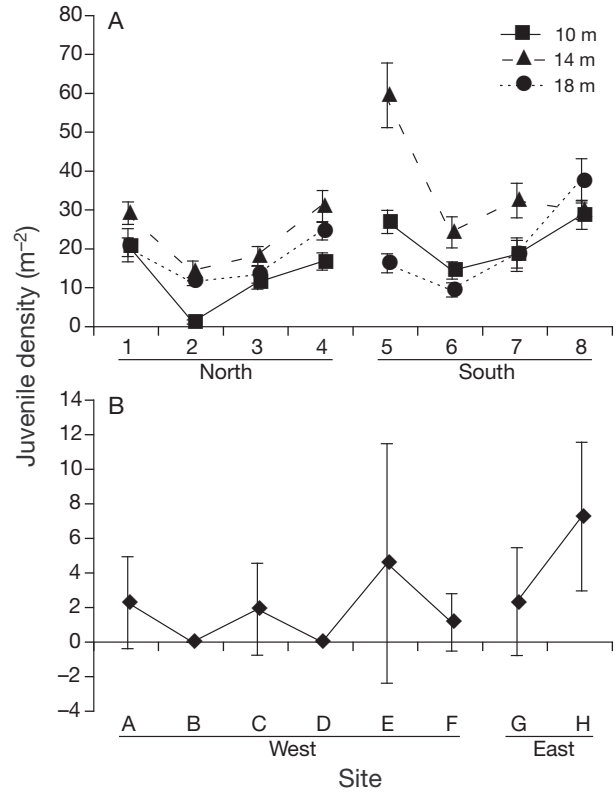 A
80
70
60
50
40
30
20
10
0
10 m
14 m
18 m
1 2 3 4 5 6 7 8
North South
Juvenile density (m−2)
B
14
12
10
8
6
4
2
0
−2
−4
A B C D E F G H
West East
Site